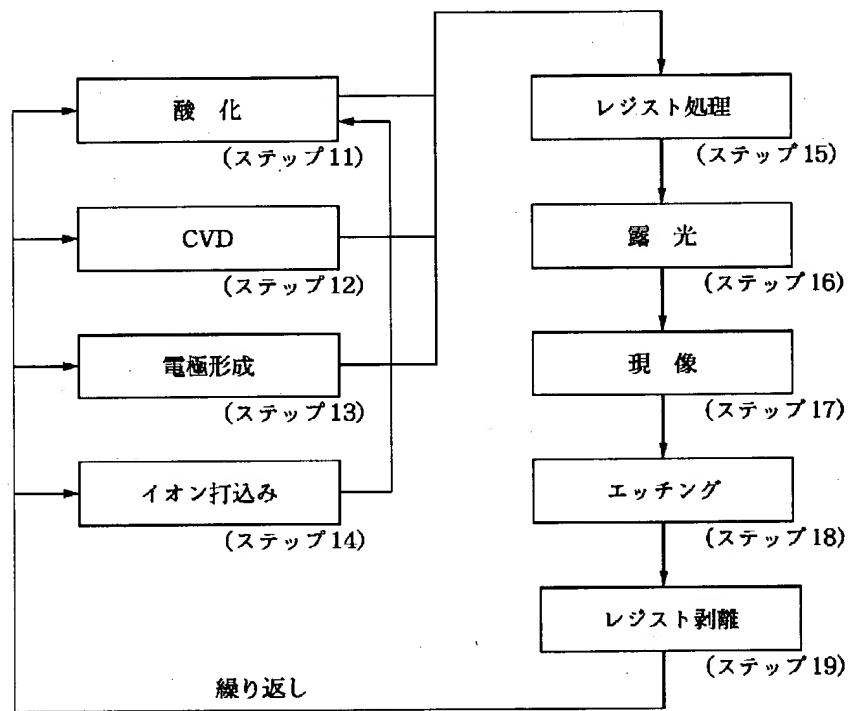 酸 化
(ステップ11)
CVD
(ステップ12)
電極形成
(ステップ13)
イオン打込み
(ステップ14)
レジスト処理
(ステップ15)
露 光
(ステップ16)
現 像
(ステップ17)
エッチング
(ステップ18)
レジスト剥離
(ステップ19)
繰り返し